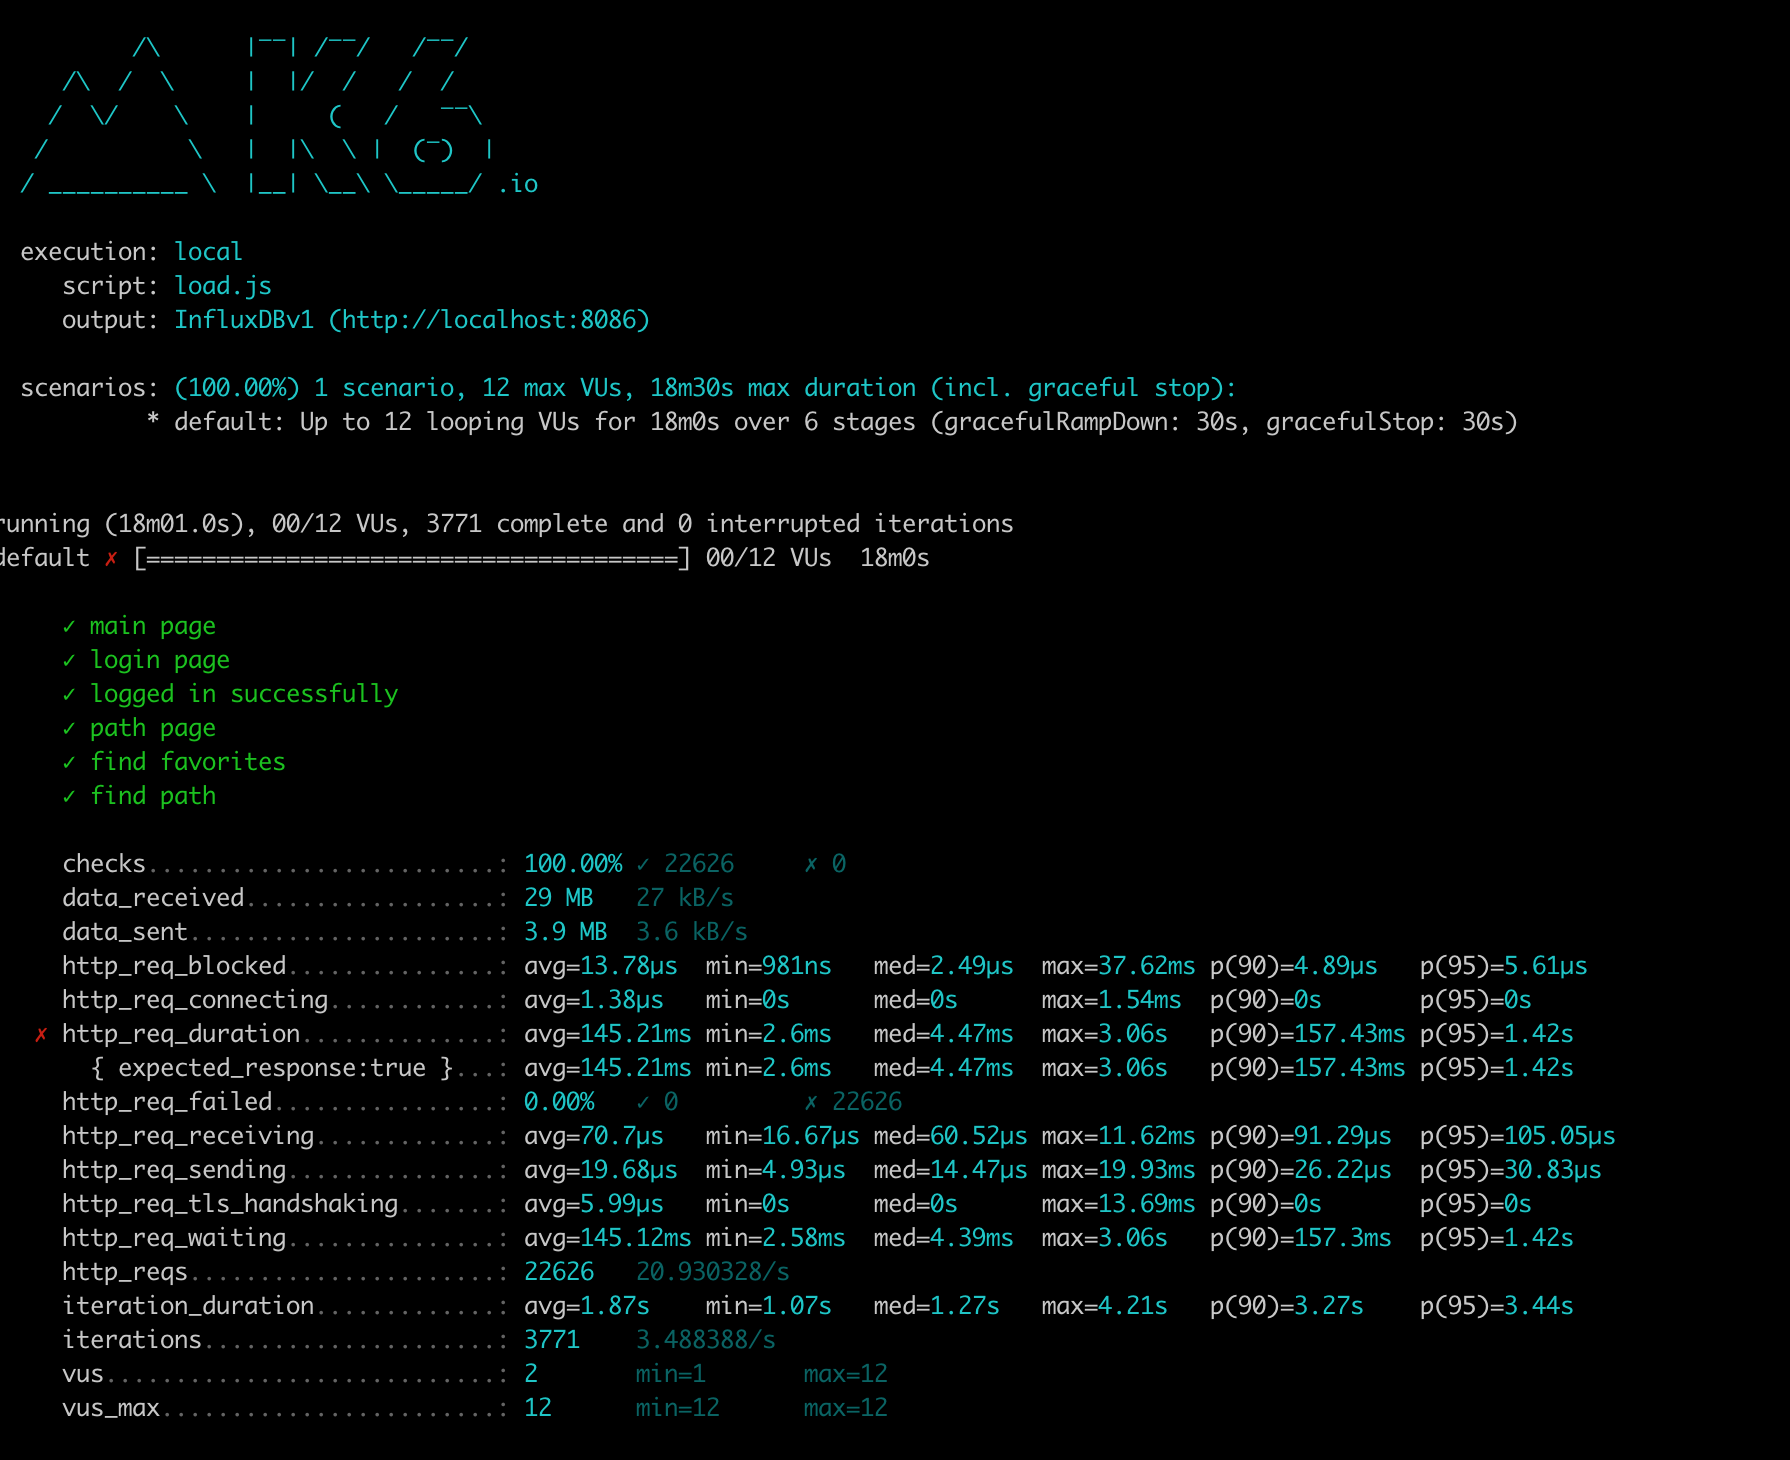 /\      |‾‾| /‾‾/   /‾‾/
     /\  /  \     |  |/  /   /  /
    /  \/    \    |     (   /   ‾‾\
   /          \   |  |\  \ |  (‾)  |
  / __________ \  |__| \__\ \_____/ .io
execution: local
script: load.js
output: InfluxDBv1 (http://localhost:8086)
scenarios: (100.00%) 1 scenario, 12 max VUs, 18m30s max duration (incl. graceful stop):
* default: Up to 12 looping VUs for 18m0s over 6 stages (gracefulRampDown: 30s, gracefulStop: 30s)
running (18m01.0s), 00/12 VUs, 3771 complete and 0 interrupted iterations
default ✗ [======================================] 00/12 VUs  18m0s
✓ main page
✓ login page
✓ logged in successfully
✓ path page
✓ find favorites
✓ find path
checks.........................: 100.00% ✓ 22626     ✗ 0
data_received..................: 29 MB   27 kB/s
data_sent......................: 3.9 MB  3.6 kB/s
http_req_blocked...............: avg=13.78µs  min=981ns   med=2.49µs  max=37.62ms p(90)=4.89µs   p(95)=5.61µs
http_req_connecting............: avg=1.38µs   min=0s      med=0s      max=1.54ms  p(90)=0s       p(95)=0s
✗ http_req_duration..............: avg=145.21ms min=2.6ms   med=4.47ms  max=3.06s   p(90)=157.43ms p(95)=1.42s
{ expected_response:true }...: avg=145.21ms min=2.6ms   med=4.47ms  max=3.06s   p(90)=157.43ms p(95)=1.42s
http_req_failed................: 0.00%   ✓ 0         ✗ 22626
http_req_receiving.............: avg=70.7µs   min=16.67µs med=60.52µs max=11.62ms p(90)=91.29µs  p(95)=105.05µs
http_req_sending...............: avg=19.68µs  min=4.93µs  med=14.47µs max=19.93ms p(90)=26.22µs  p(95)=30.83µs
http_req_tls_handshaking.......: avg=5.99µs   min=0s      med=0s      max=13.69ms p(90)=0s       p(95)=0s
http_req_waiting...............: avg=145.12ms min=2.58ms  med=4.39ms  max=3.06s   p(90)=157.3ms  p(95)=1.42s
http_reqs......................: 22626   20.930328/s
iteration_duration.............: avg=1.87s    min=1.07s   med=1.27s   max=4.21s   p(90)=3.27s    p(95)=3.44s
iterations.....................: 3771    3.488388/s
vus............................: 2       min=1       max=12
vus_max........................: 12      min=12      max=12